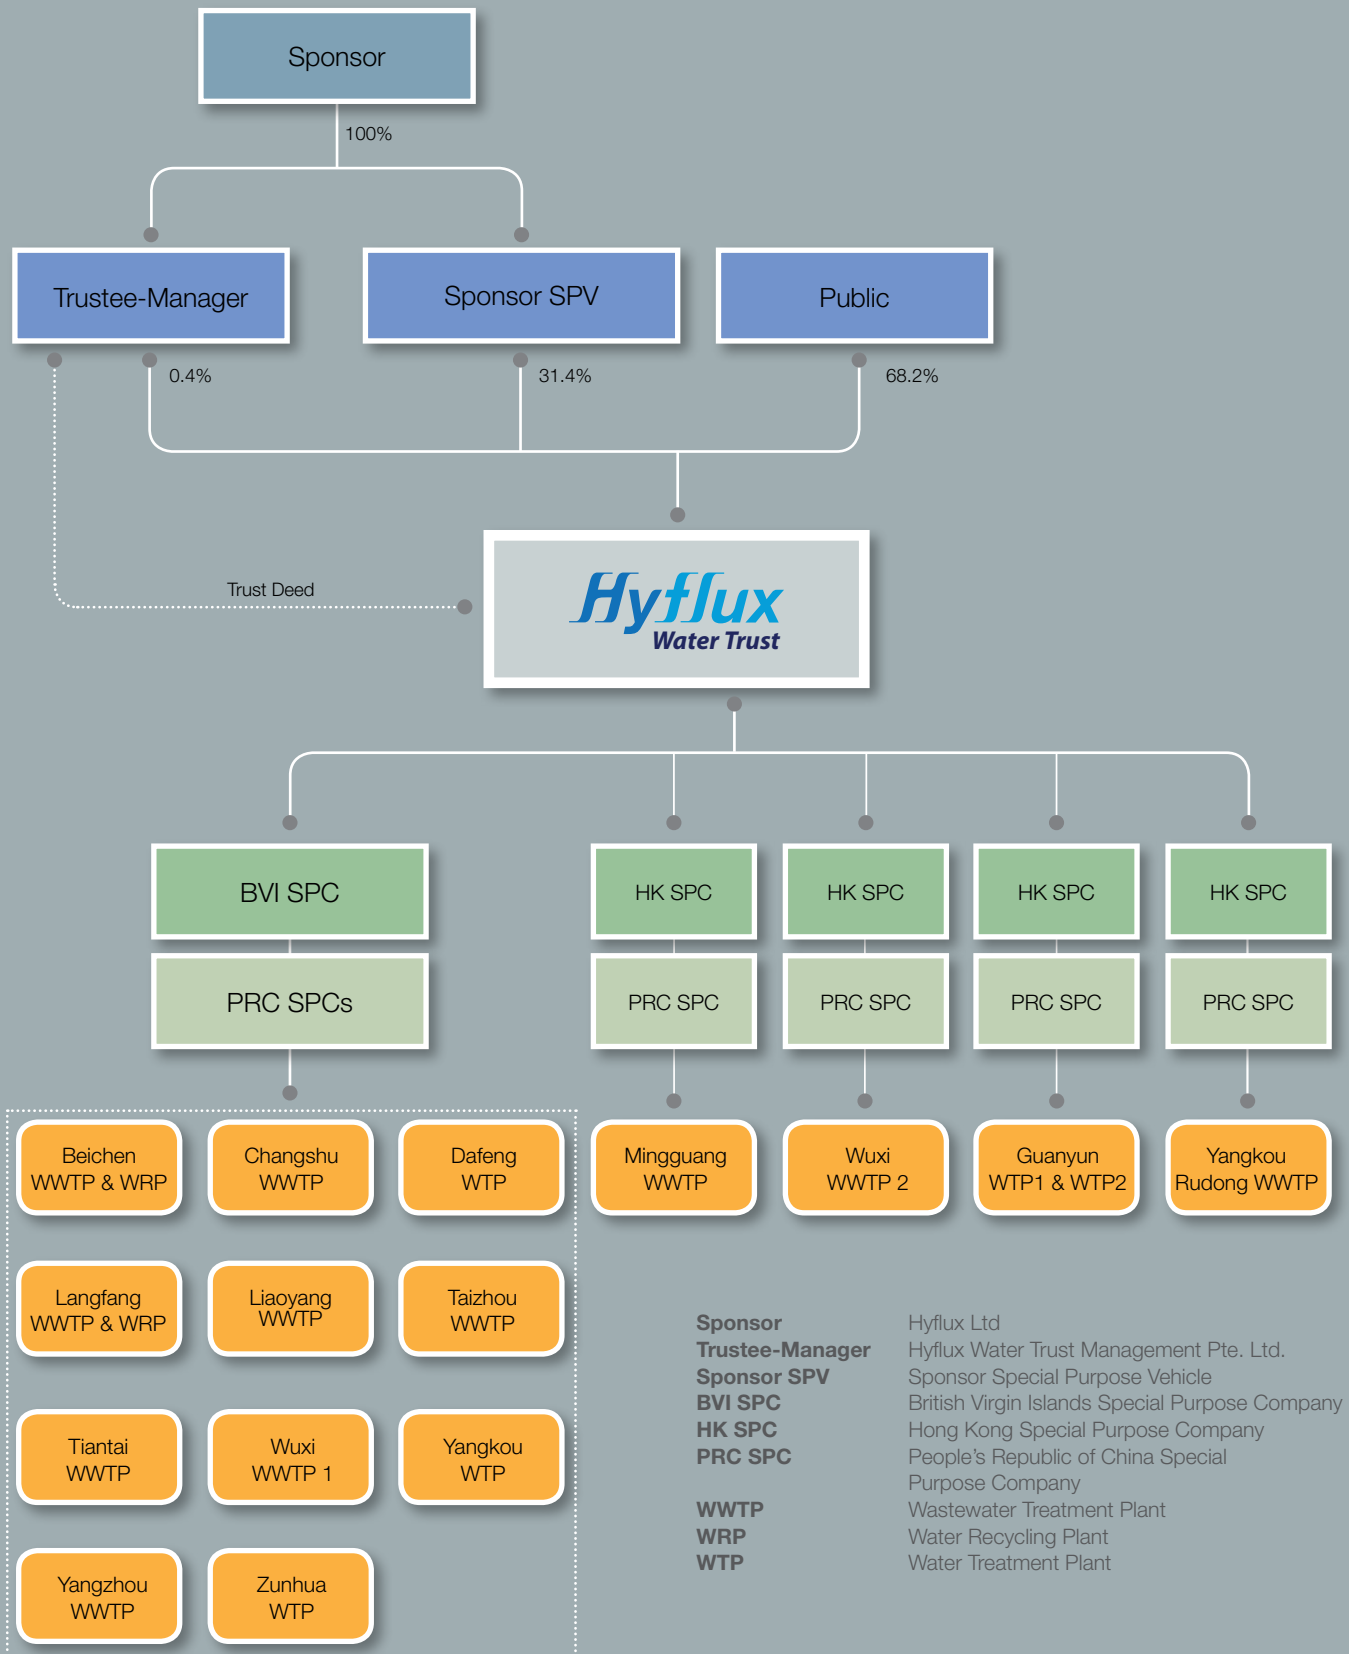 Sponsor
100%
Trustee-Manager
Sponsor SPV
Public
0.4%
31.4%
68.2%
Trust Deed
Hyflux
Water Trust
BVI SPC
HK SPC
HK SPC
HK SPC
HK SPC
PRC SPCs
PRC SPC
PRC SPC
PRC SPC
PRC SPC
Beichen
WWTP & WRP
Changshu
WWTP
Dafeng
WTP
Mingguang
WWTP
Wuxi
WWTP 2
Guanyun
WTP1 & WTP2
Yangkou
Rudong WWTP
Langfang
WWTP & WRP
Liaoyang
WWTP
Taizhou
WWTP
Tiantai
WWTP
Wuxi
WWTP 1
Yangkou
WTP
Yangzhou
WWTP
Zunhua
WTP
Sponsor Hyflux Ltd
Trustee-Manager Hyflux Water Trust Management Pte. Ltd.
Sponsor SPV Sponsor Special Purpose Vehicle
BVI SPC British Virgin Islands Special Purpose Company
HK SPC Hong Kong Special Purpose Company
PRC SPC People's Republic of China Special
Purpose Company
WWTP Wastewater Treatment Plant
WRP Water Recycling Plant
WTP Water Treatment Plant